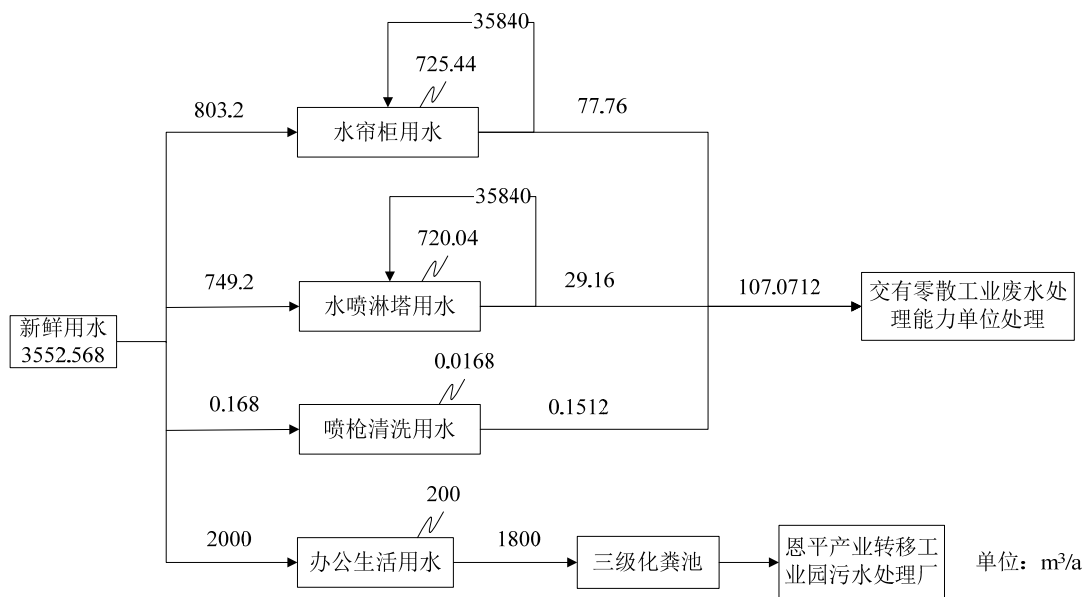 35840
725.44
803.2
77.76
水帘柜用水
35840
720.04
749.2
29.16
107.0712
水喷淋塔用水
交有零散工业废水处
理能力单位处理
新鲜用水
3552.568
0.0168
0.168
0.1512
喷枪清洗用水
200
2000
1800
办公生活用水
三级化粪池
恩平产业转移工
业园污水处理厂
单位：m³/a